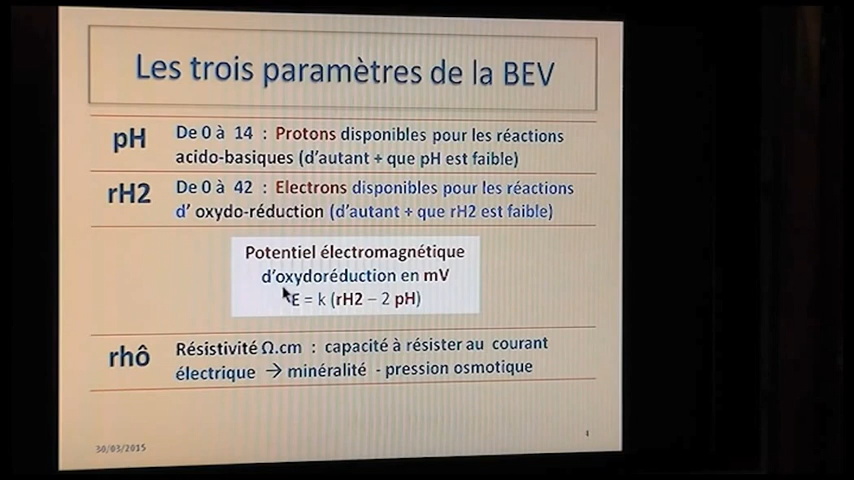 Les trois paramètres de la BEV
pH
De 0 à 14 : Protons disponibles pour les réactions
acido-basiques (d'autant + que pH est faible)
rH2
De 0 à 42 : Electrons disponibles pour les réactions
d' oxydo-réduction (d'autant + que rH2 est faible)
Potentiel électromagnétique
d'oxydoréduction en mV
E = k (rH2 – 2 pH)
rhô
Résistivité Ω.cm : capacité à résister au courant
électrique → minéralité - pression osmotique
30/03/2015